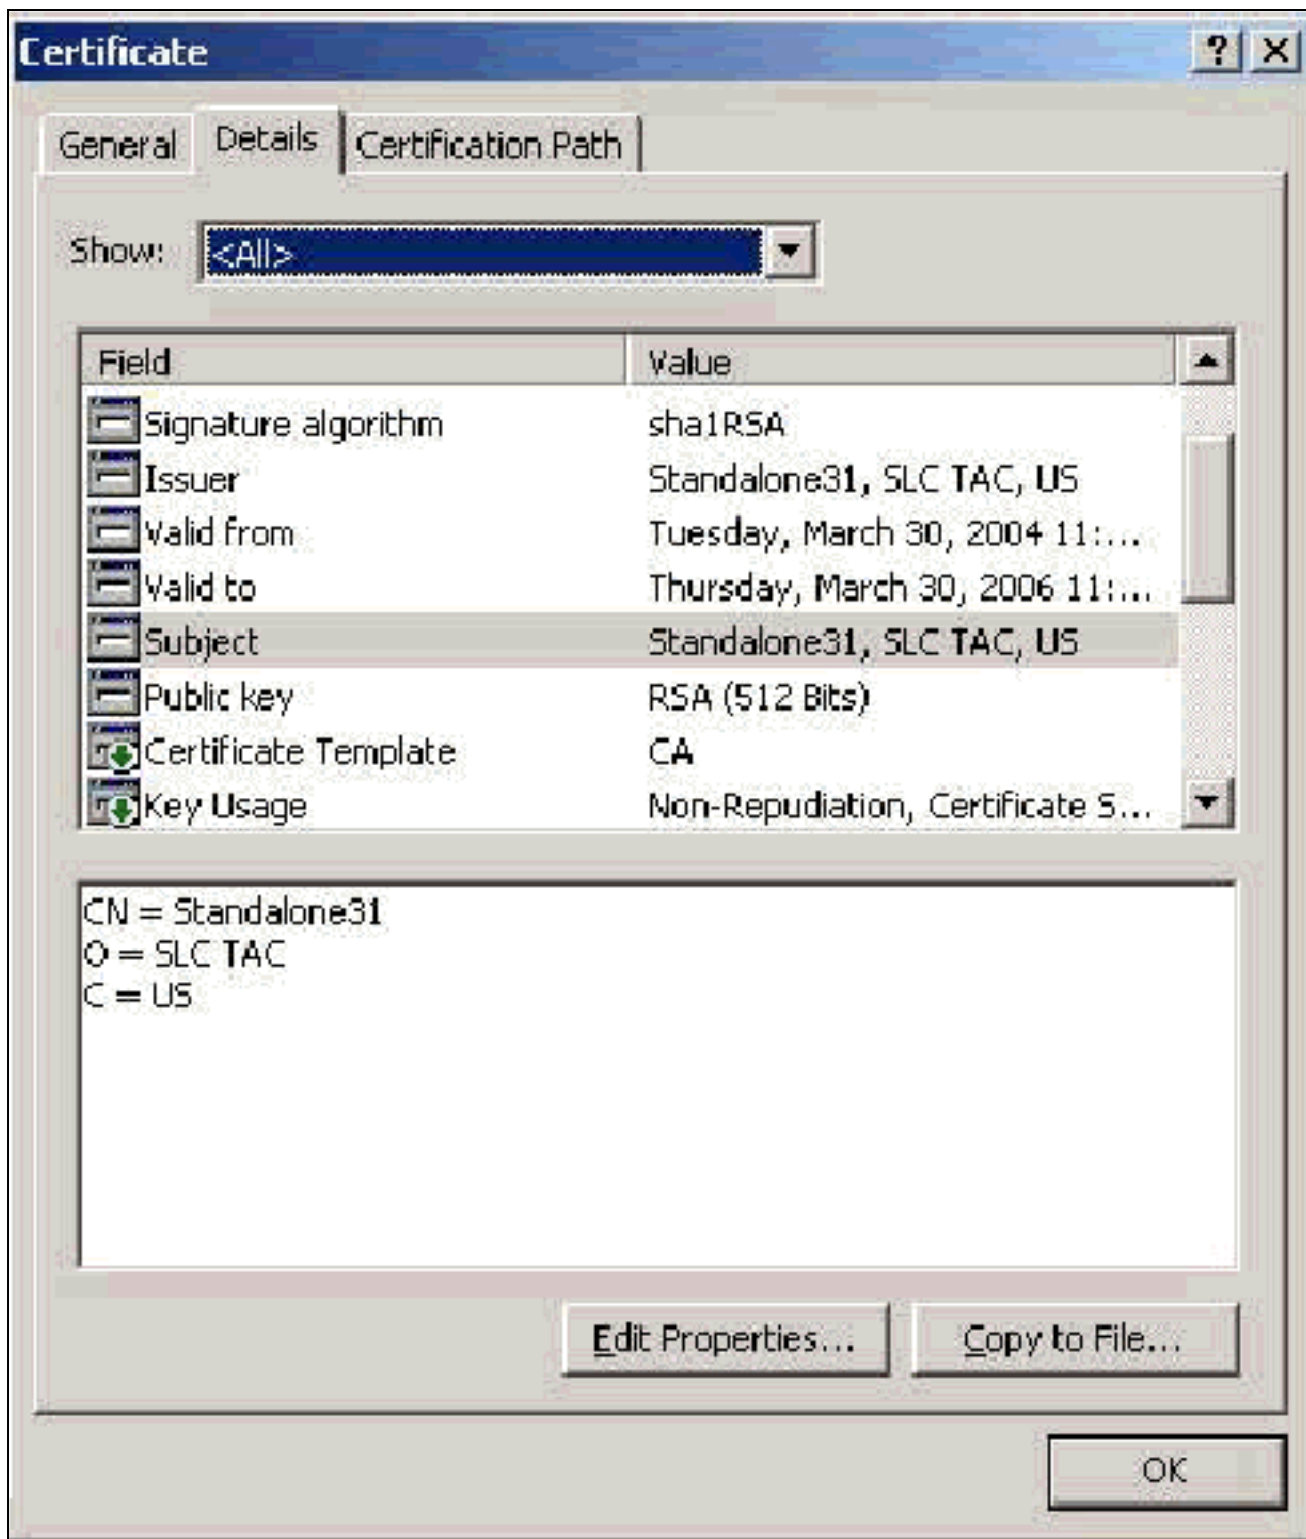 Certificate
General Details Certification Path
Show: <All>
Field Value
Signature algorithm sha1RSA
Issuer Standalone31, SLC TAC, US
Valid from Tuesday, March 30, 2004 11:...
Valid to Thursday, March 30, 2006 11:...
Subject Standalone31, SLC TAC, US
Public key RSA (512 Bits)
Certificate Template CA
Key Usage Non-Repudiation, Certificate S...
CN = Standalone31
O = SLC TAC
C = US
Edit Properties... Copy to File...
OK